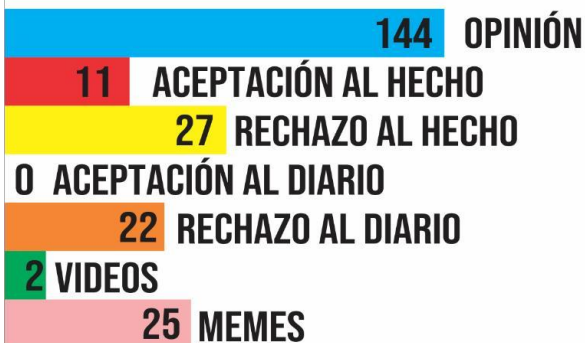 144 OPINIÓN
11 ACEPTACIÓN AL HECHO
27 RECHAZO AL HECHO
0 ACEPTACIÓN AL DIARIO
22 RECHAZO AL DIARIO
2 VIDEOS
25 MEMES